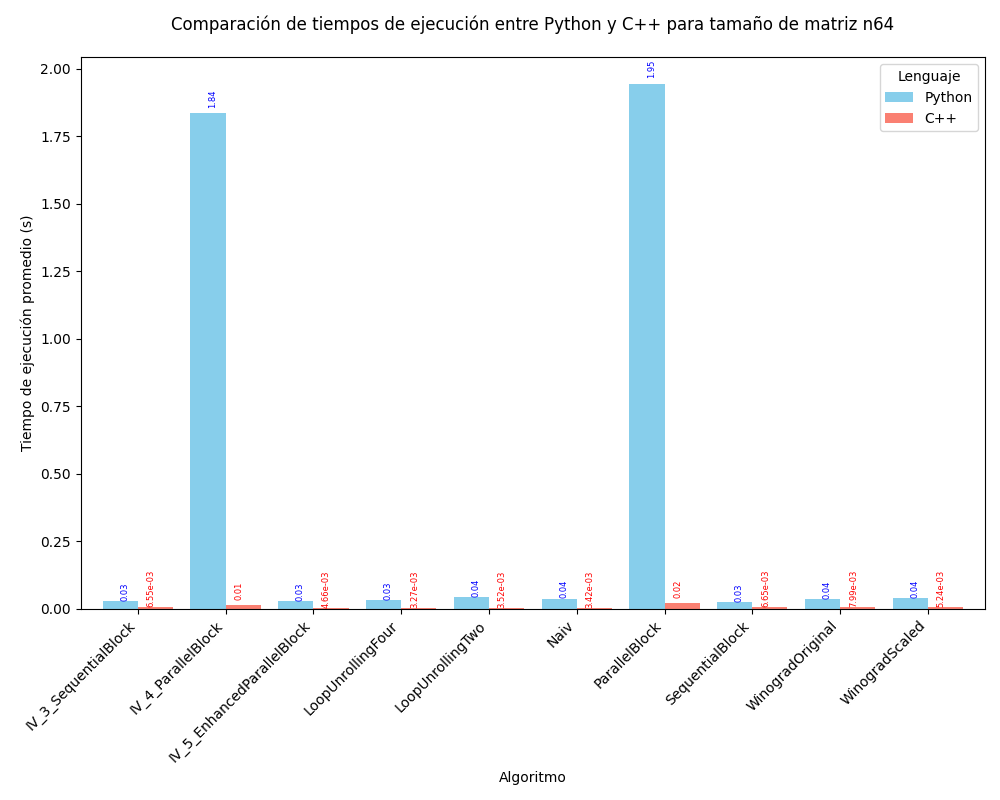 Comparación de tiempos de ejecución entre Python y C++ para tamaño de matriz n64
Lenguaje
Python
C++
Tiempo de ejecución promedio (s)
2.00
1.75
1.50
1.25
1.00
0.75
0.50
0.25
0.00
0.03
6.55e-03
1.84
0.01
0.03
4.66e-03
0.03
3.27e-03
0.04
3.52e-03
0.04
3.42e-03
1.95
0.02
0.03
6.65e-03
0.04
7.99e-03
0.04
5.24e-03
IV_3_SequentialBlock
IV_4_ParallelBlock
IV_5_EnhancedParallelBlock
LoopUnrollingFour
LoopUnrollingTwo
Naiv
ParallelBlock
SequentialBlock
WinogradOriginal
WinogradScaled
Algoritmo